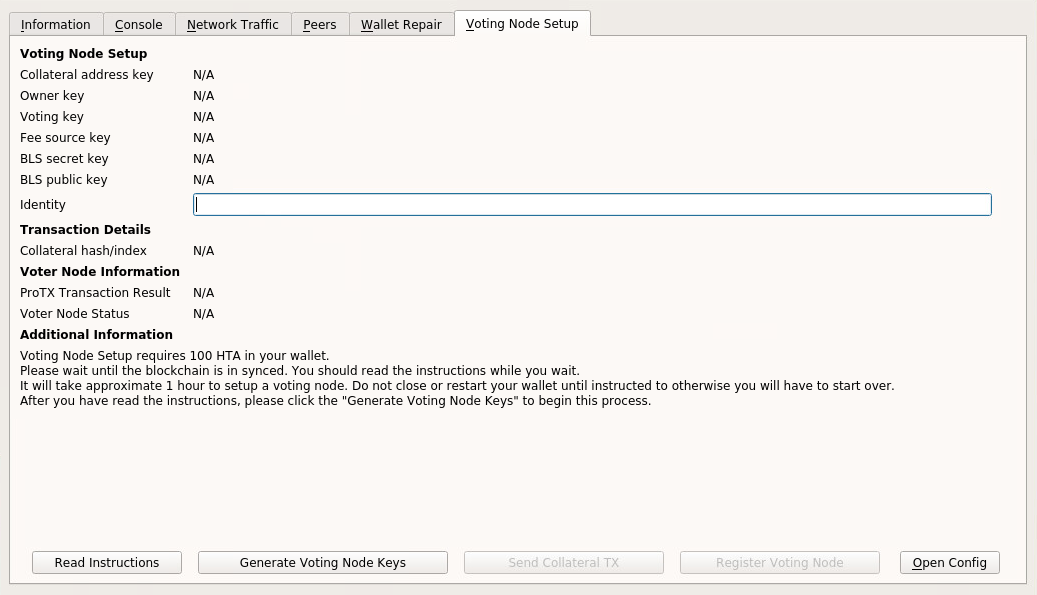 Information Console Network Traffic Peers Wallet Repair Voting Node Setup
Voting Node Setup
Collateral address key N/A
Owner key N/A
Voting key N/A
Fee source key N/A
BLS secret key N/A
BLS public key N/A
Identity
Transaction Details
Collateral hash/index N/A
Voter Node Information
ProTX Transaction Result N/A
Voter Node Status N/A
Additional Information
Voting Node Setup requires 100 HTA in your wallet.
Please wait until the blockchain is in synced. You should read the instructions while you wait.
It will take approximate 1 hour to setup a voting node. Do not close or restart your wallet until instructed to otherwise you will have to start over.
After you have read the instructions, please click the "Generate Voting Node Keys" to begin this process.
Read Instructions Generate Voting Node Keys Send Collateral TX Register Voting Node Open Config